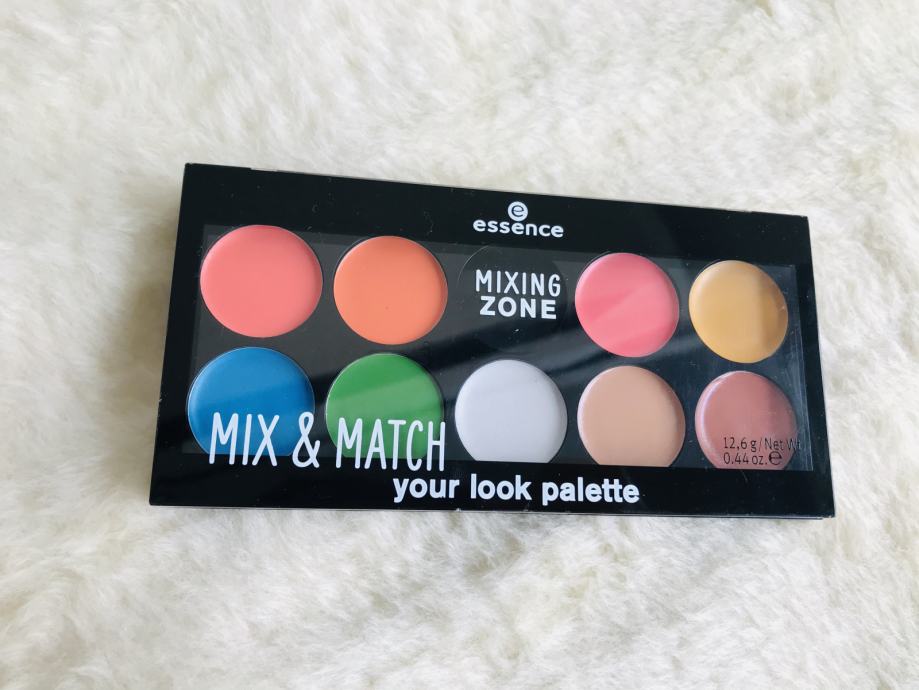 e
essence
MIXING
ZONE
MIX & MATCH
your look palette
12,6 g/Net Wt.
0.44 oz. ℮